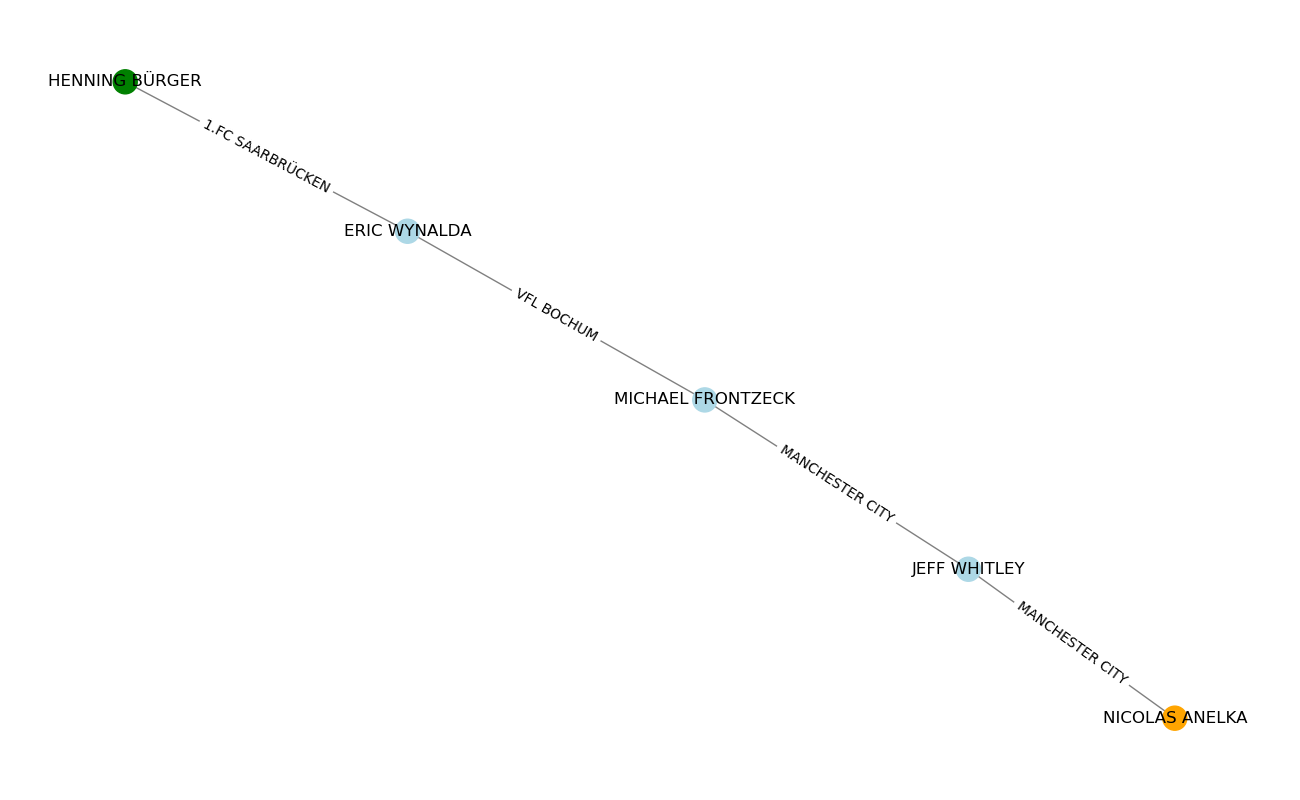 HENNING BÜRGER
1.FC SAARBRÜCKEN
ERIC WYNALDA
VFL BOCHUM
MICHAEL FRONTZECK
MANCHESTER CITY
JEFF WHITLEY
MANCHESTER CITY
NICOLAS ANELKA